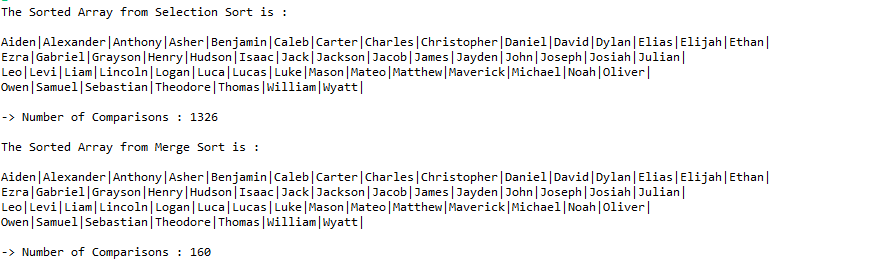 The Sorted Array from Selection Sort is :
Aiden|Alexander|Anthony|Asher|Benjamin|Caleb|Carter|Charles|Christopher|Daniel|David|Dylan|Elias|Elijah|Ethan|
Ezra|Gabriel|Grayson|Henry|Hudson|Isaac|Jack|Jackson|Jacob|James|Jayden|John|Joseph|Josiah|Julian|
Leo|Levi|Liam|Lincoln|Logan|Luca|Lucas|Luke|Mason|Mateo|Matthew|Maverick|Michael|Noah|Oliver|
Owen|Samuel|Sebastian|Theodore|Thomas|William|Wyatt|
-> Number of Comparisons : 1326
The Sorted Array from Merge Sort is :
Aiden|Alexander|Anthony|Asher|Benjamin|Caleb|Carter|Charles|Christopher|Daniel|David|Dylan|Elias|Elijah|Ethan|
Ezra|Gabriel|Grayson|Henry|Hudson|Isaac|Jack|Jackson|Jacob|James|Jayden|John|Joseph|Josiah|Julian|
Leo|Levi|Liam|Lincoln|Logan|Luca|Lucas|Luke|Mason|Mateo|Matthew|Maverick|Michael|Noah|Oliver|
Owen|Samuel|Sebastian|Theodore|Thomas|William|Wyatt|
-> Number of Comparisons : 160